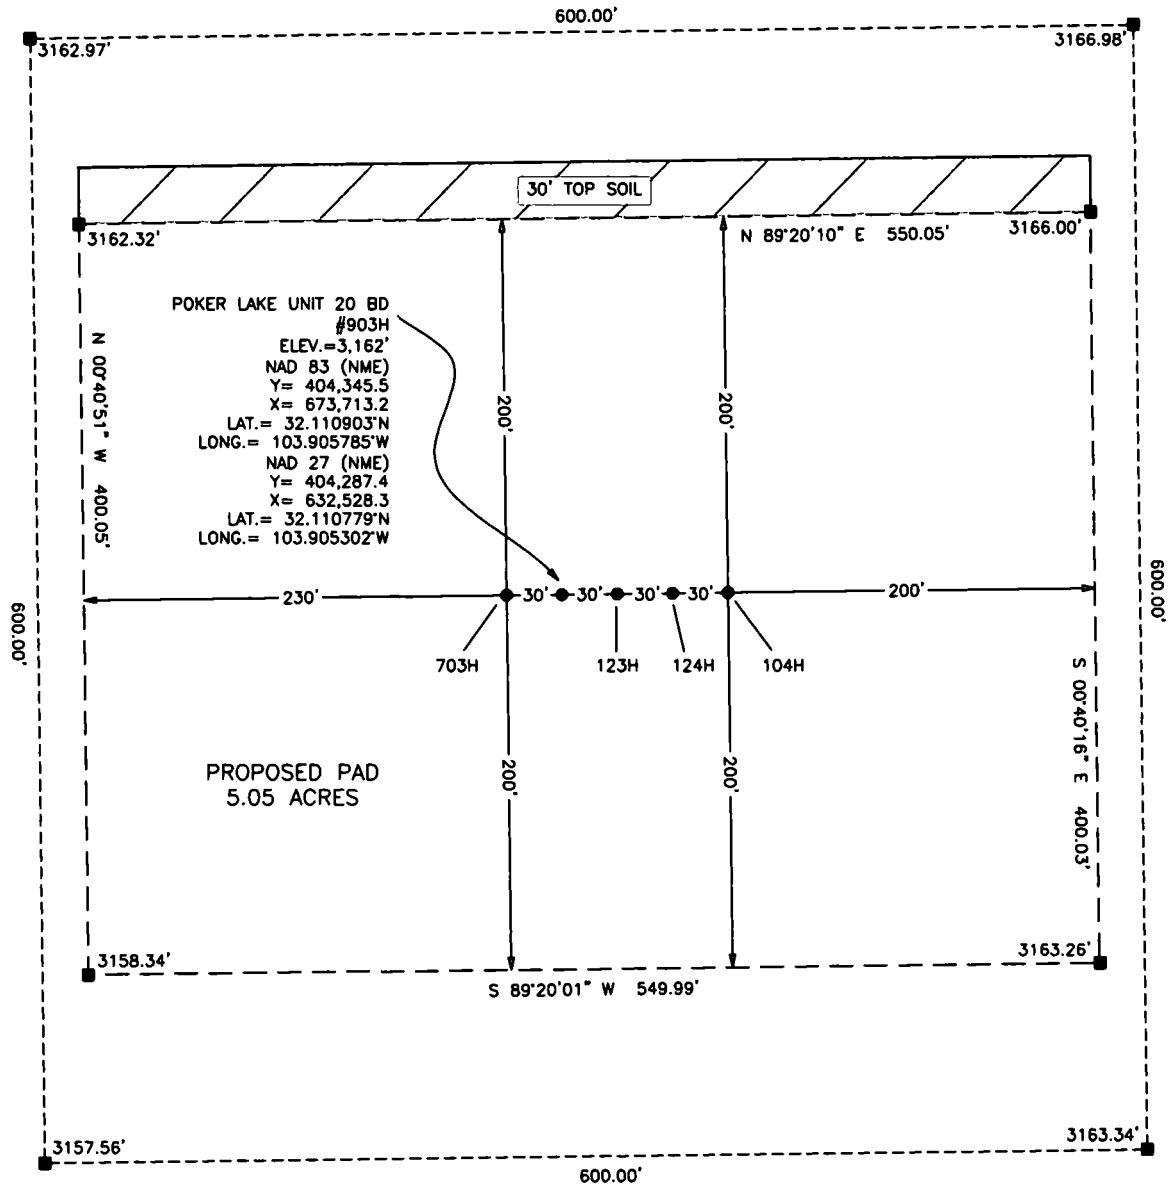 600.00'
3162.97'
3166.98'
30' TOP SOIL
3162.32'
N 89°20'10" E 550.05'
3166.00'
POKER LAKE UNIT 20 BD
#903H
ELEV.=3,162'
NAD 83 (NME)
Y= 404,345.5
X= 673,713.2
LAT.= 32.110903°N
LONG.= 103.905785°W
NAD 27 (NME)
Y= 404,287.4
X= 632,528.3
LAT.= 32.110779°N
LONG.= 103.905302°W
N 00°40'51" W 400.05'
200'
200'
600.00'
230'
30'
30'
30'
30'
200'
600.00'
703H
123H
124H
104H
S 00°40'16" E 400.03'
PROPOSED PAD
5.05 ACRES
200'
200'
3158.34'
3163.26'
S 89°20'01" W 549.99'
3157.56'
3163.34'
600.00'